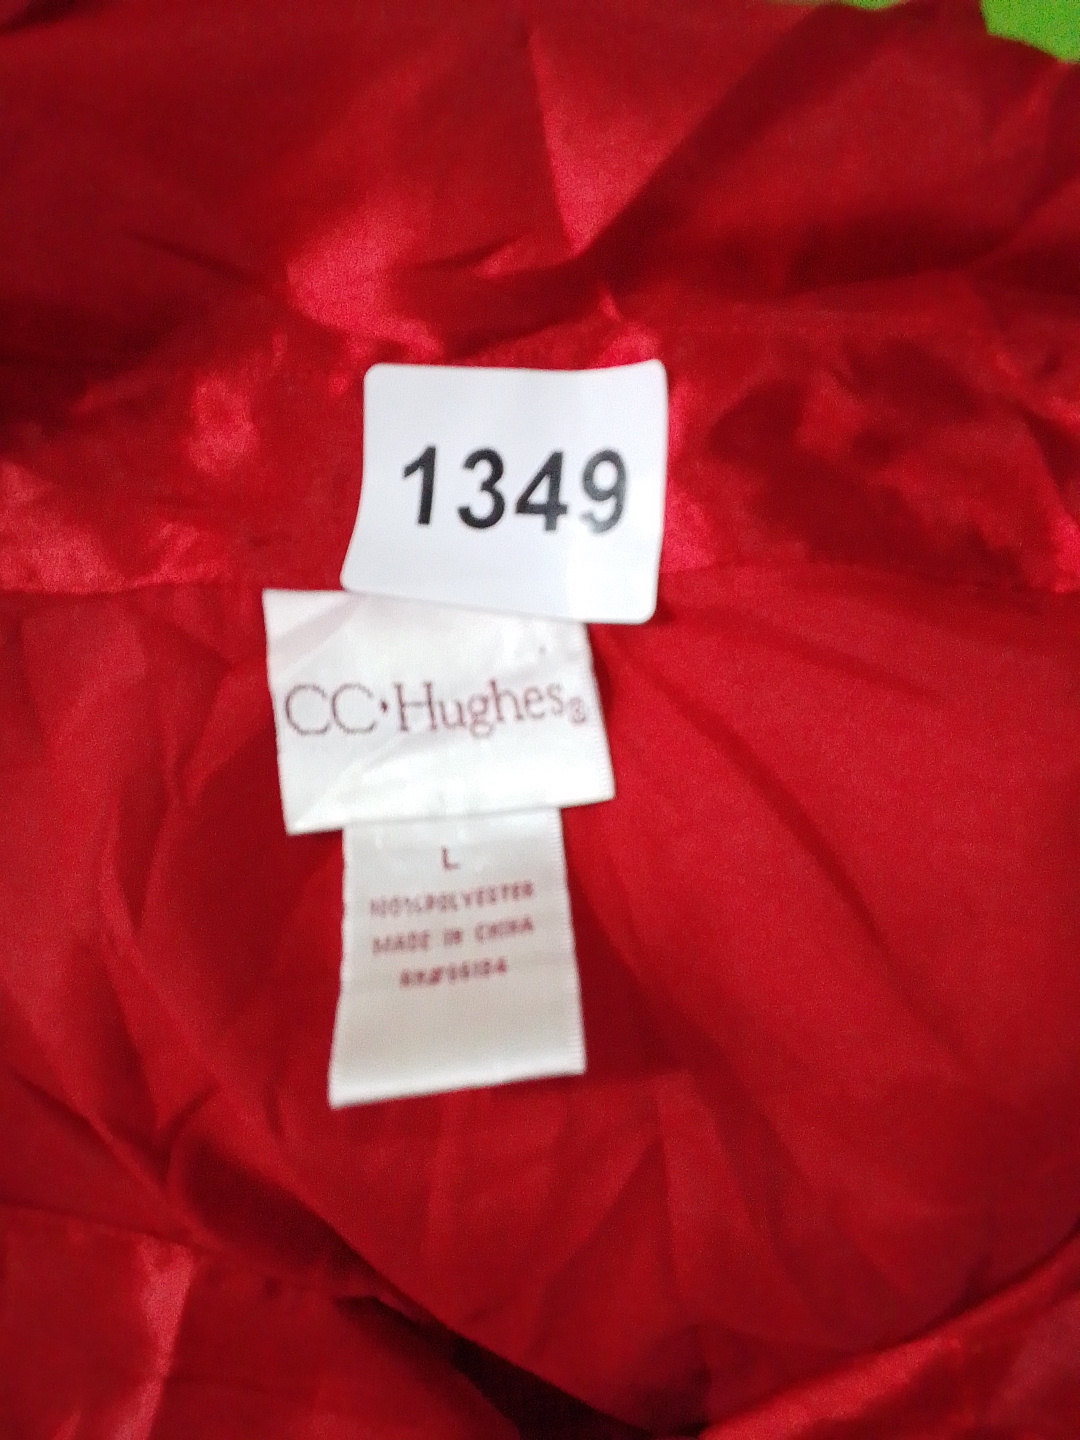 1349
CC·Hughes®
L
100% POLYESTER
MADE IN CHINA